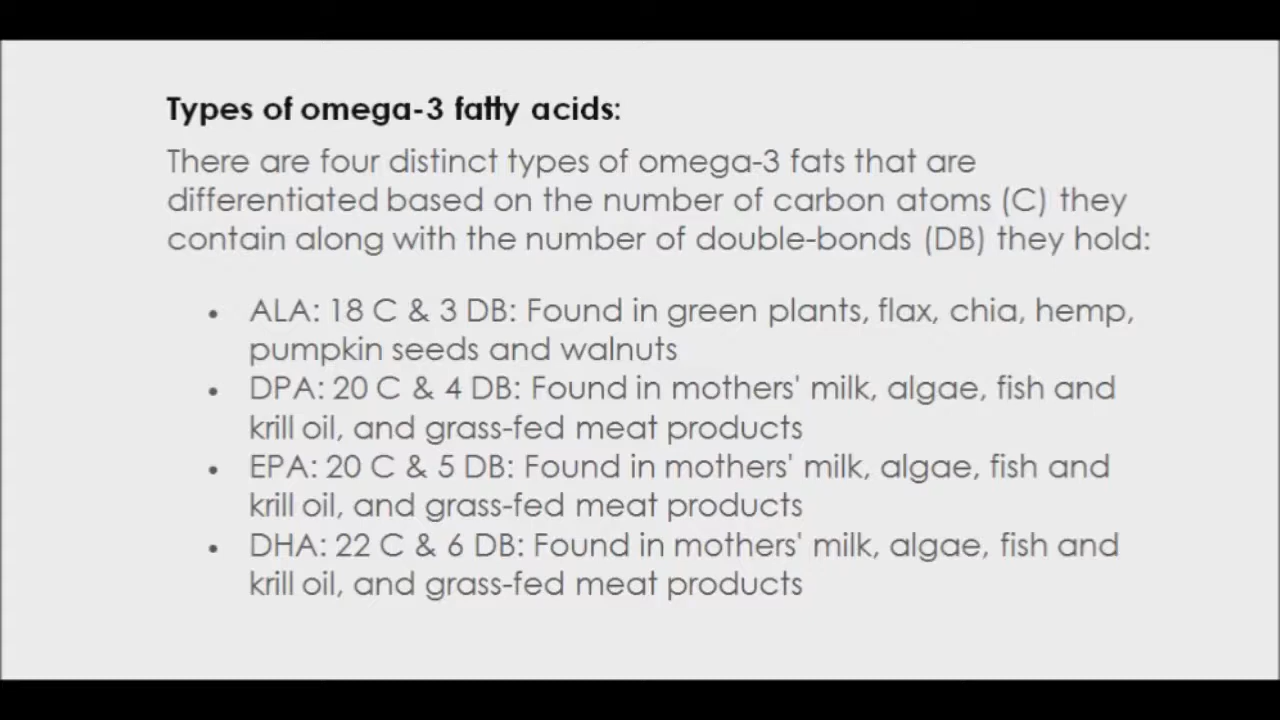 Types of omega-3 fatty acids:
There are four distinct types of omega-3 fats that are
differentiated based on the number of carbon atoms (C) they
contain along with the number of double-bonds (DB) they hold:
• ALA: 18 C & 3 DB: Found in green plants, flax, chia, hemp,
pumpkin seeds and walnuts
• DPA: 20 C & 4 DB: Found in mothers' milk, algae, fish and
krill oil, and grass-fed meat products
• EPA: 20 C & 5 DB: Found in mothers' milk, algae, fish and
krill oil, and grass-fed meat products
• DHA: 22 C & 6 DB: Found in mothers' milk, algae, fish and
krill oil, and grass-fed meat products